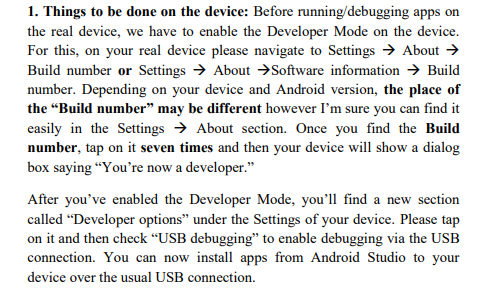 1. Things to be done on the device: Before running/debugging apps on
the real device, we have to enable the Developer Mode on the device.
For this, on your real device please navigate to Settings → About →
Build number or Settings → About →Software information → Build
number. Depending on your device and Android version, the place of
the “Build number” may be different however I’m sure you can find it
easily in the Settings → About section. Once you find the Build
number, tap on it seven times and then your device will show a dialog
box saying “You’re now a developer.”
After you’ve enabled the Developer Mode, you’ll find a new section
called “Developer options” under the Settings of your device. Please tap
on it and then check “USB debugging” to enable debugging via the USB
connection. You can now install apps from Android Studio to your
device over the usual USB connection.